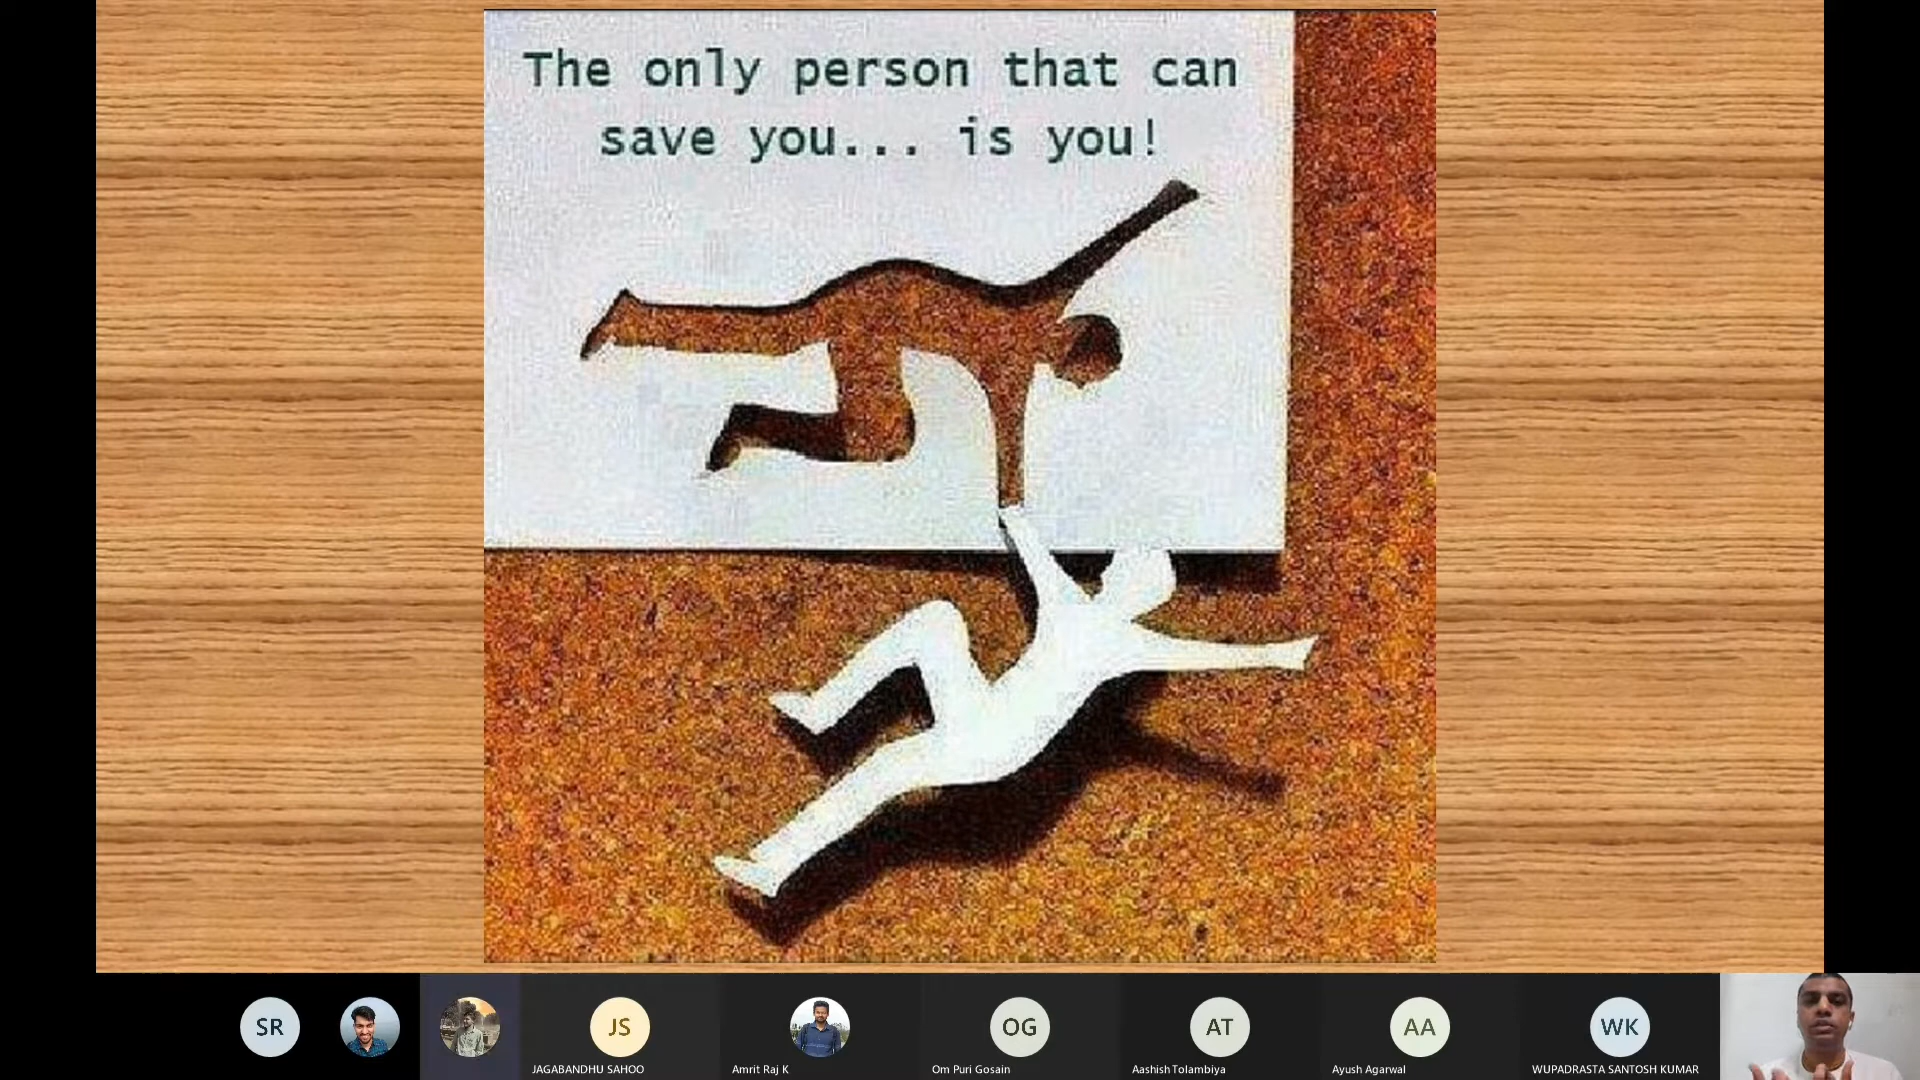 The only person that can
save you... is you!
SR
JS
OG
AT
AA
WK
JAGABANDHU SAHOO
Amrit Raj K
Om Puri Gosain
Aashish Tolambiya
Ayush Agarwal
WUPADRASTA SANTOSH KUMAR